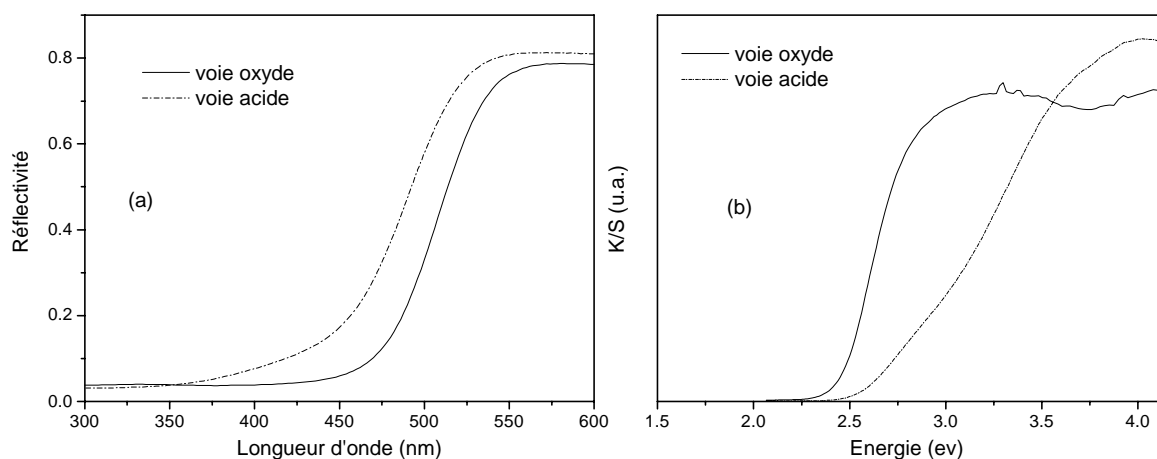 voie oxyde
voie acide
(a)
Réflectivité
0.8
0.6
0.4
0.2
0.0
300 350 400 450 500 550 600
Longueur d'onde (nm)
voie oxyde
voie acide
(b)
K/S (u.a.)
1.5 2.0 2.5 3.0 3.5 4.0
Energie (ev)